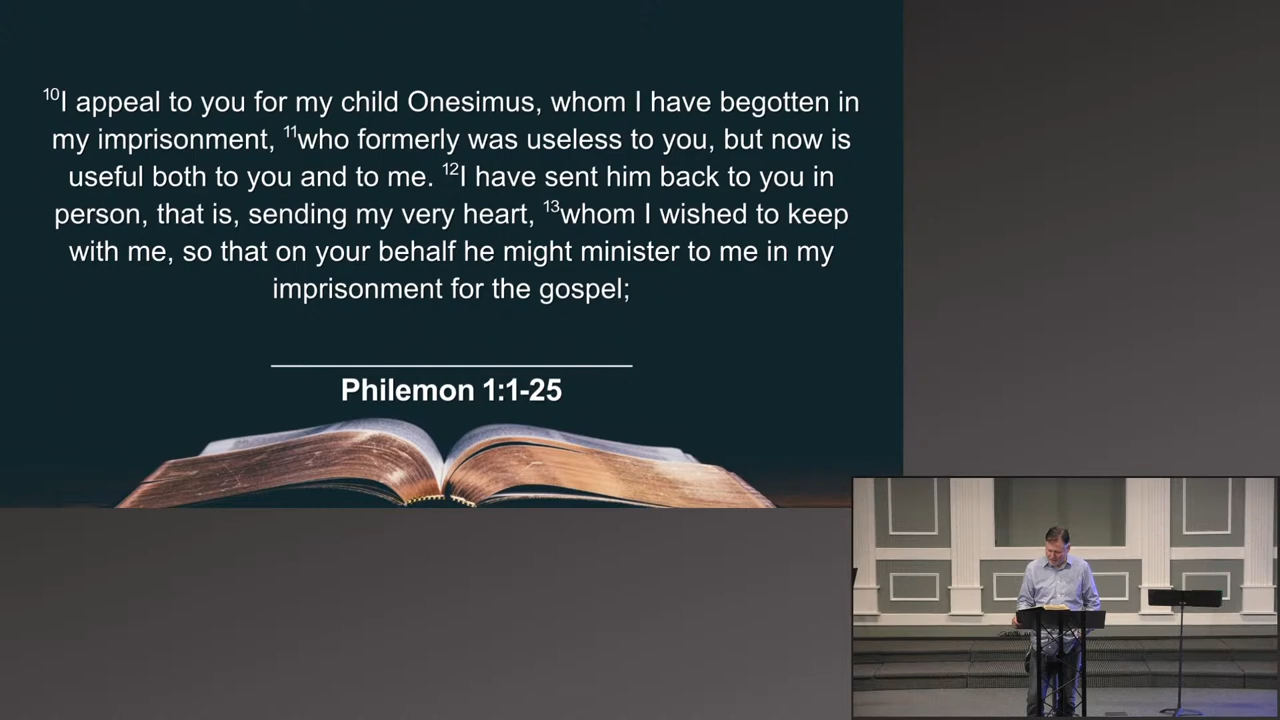 ¹⁰I appeal to you for my child Onesimus, whom I have begotten in
my imprisonment, ¹¹who formerly was useless to you, but now is
useful both to you and to me. ¹²I have sent him back to you in
person, that is, sending my very heart, ¹³whom I wished to keep
with me, so that on your behalf he might minister to me in my
imprisonment for the gospel;
Philemon 1:1-25